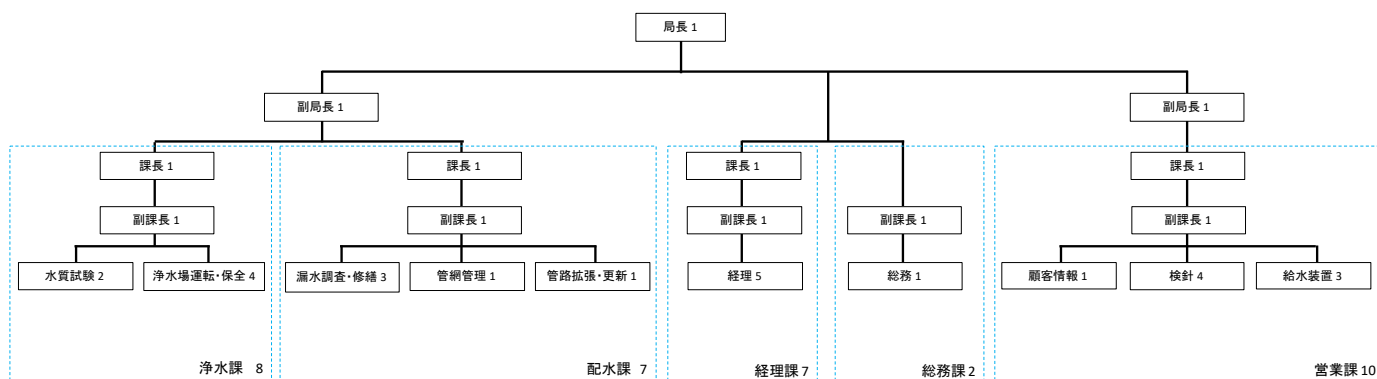 局長 1
副局長 1
副局長 1
課長 1
課長 1
課長 1
課長 1
副課長 1
副課長 1
副課長 1
副課長 1
副課長 1
水質試験 2
浄水場運転・保全 4
漏水調査・修繕 3
管網管理 1
管路拡張・更新 1
経理 5
総務 1
顧客情報 1
検針 4
給水装置 3
浄水課 8
配水課 7
経理課 7
総務課 2
営業課 10